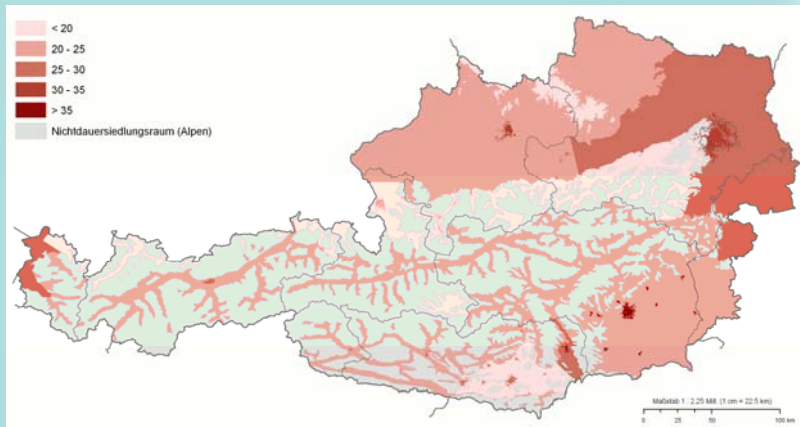 < 20
20 - 25
25 - 30
30 - 35
> 35
Nichtdauersiedlungsraum (Alpen)
Maßstab 1 : 2.25 Mill. (1 cm = 22.5 km)
0 25 50 100 km